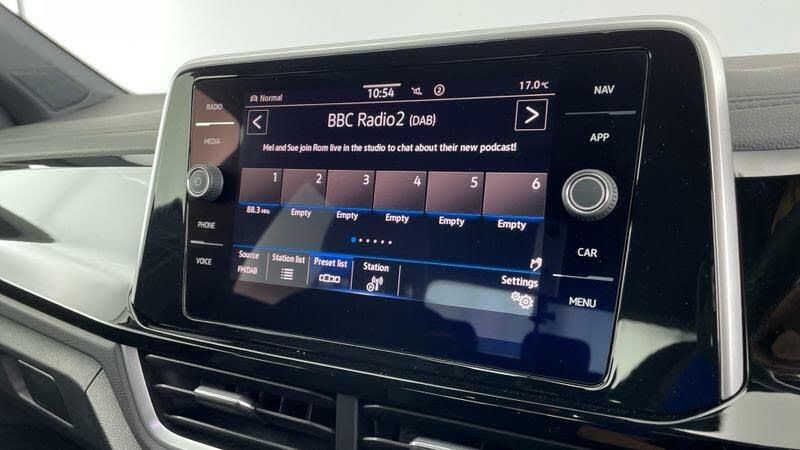 Normal
10:54
2
17.0°C
RADIO
MEDIA
PHONE
VOICE
< BBC Radio2 (DAB) >
Mel and Sue join Rom live in the studio to chat about their new podcast!
1 2 3 4 5 6
88.3 MHz Empty Empty Empty Empty Empty
Source
FM/DAB
Station list
Preset list
Station
Settings
NAV
APP
CAR
MENU